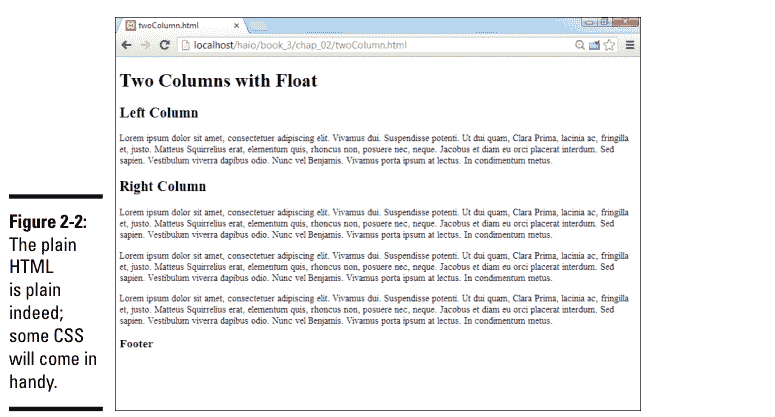 twoColumn.html
localhost/haio/book_3/chap_02/twoColumn.html
Two Columns with Float
Left Column
Lorem ipsum dolor sit amet, consectetuer adipiscing elit. Vivamus dui. Suspendisse potenti. Ut dui quam, Clara Prima, lacinia ac, fringilla
et, justo. Matteus Squirrelius erat, elementum quis, rhoncus non, posuere nec, neque. Jacobus et diam eu orci placerat interdum. Sed
sapien. Vestibulum viverra dapibus odio. Nunc vel Benjamis. Vivamus porta ipsum at lectus. In condimentum metus.
Right Column
Lorem ipsum dolor sit amet, consectetuer adipiscing elit. Vivamus dui. Suspendisse potenti. Ut dui quam, Clara Prima, lacinia ac, fringilla
et, justo. Matteus Squirrelius erat, elementum quis, rhoncus non, posuere nec, neque. Jacobus et diam eu orci placerat interdum. Sed
sapien. Vestibulum viverra dapibus odio. Nunc vel Benjamis. Vivamus porta ipsum at lectus. In condimentum metus.
Lorem ipsum dolor sit amet, consectetuer adipiscing elit. Vivamus dui. Suspendisse potenti. Ut dui quam, Clara Prima, lacinia ac, fringilla
et, justo. Matteus Squirrelius erat, elementum quis, rhoncus non, posuere nec, neque. Jacobus et diam eu orci placerat interdum. Sed
sapien. Vestibulum viverra dapibus odio. Nunc vel Benjamis. Vivamus porta ipsum at lectus. In condimentum metus.
Lorem ipsum dolor sit amet, consectetuer adipiscing elit. Vivamus dui. Suspendisse potenti. Ut dui quam, Clara Prima, lacinia ac, fringilla
et, justo. Matteus Squirrelius erat, elementum quis, rhoncus non, posuere nec, neque. Jacobus et diam eu orci placerat interdum. Sed
sapien. Vestibulum viverra dapibus odio. Nunc vel Benjamis. Vivamus porta ipsum at lectus. In condimentum metus.
Footer
Figure 2-2:
The plain
HTML
is plain
indeed;
some CSS
will come in
handy.